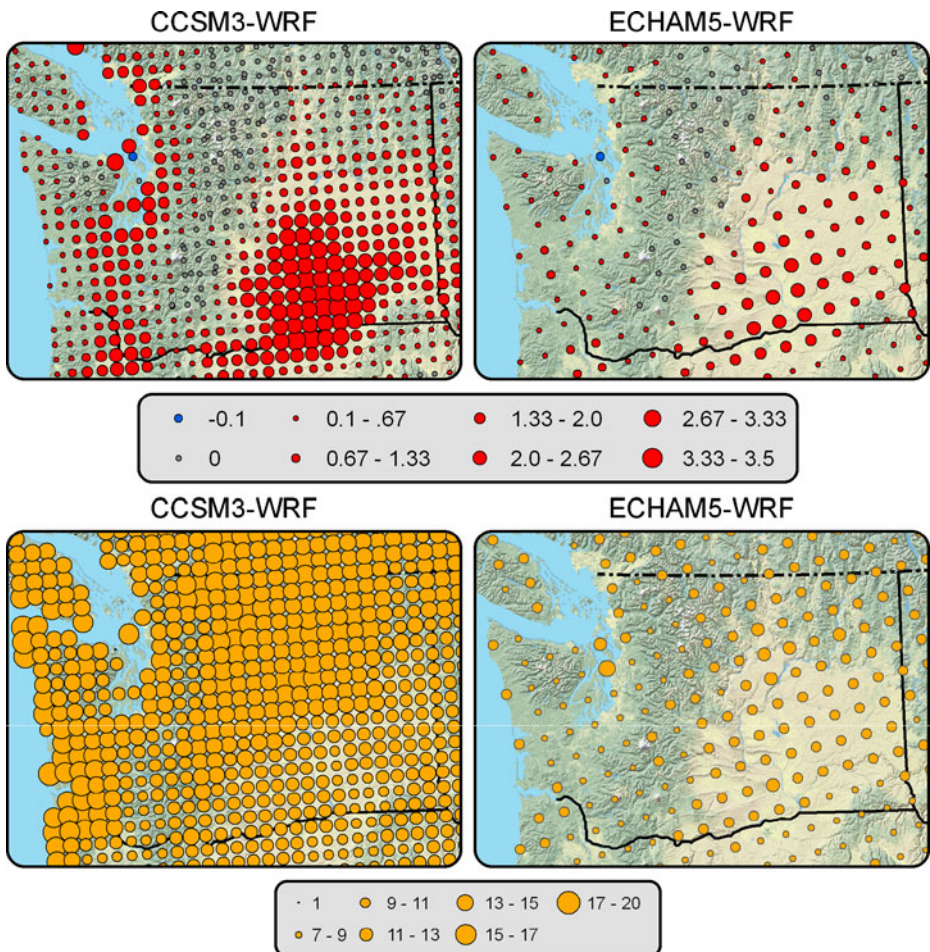 CCSM3-WRF ECHAM5-WRF
-0.1 0.1 - .67 1.33 - 2.0 2.67 - 3.33
0 0.67 - 1.33 2.0 - 2.67 3.33 - 3.5
CCSM3-WRF ECHAM5-WRF
1 9 - 11 13 - 15 17 - 20
7 - 9 11 - 13 15 - 17